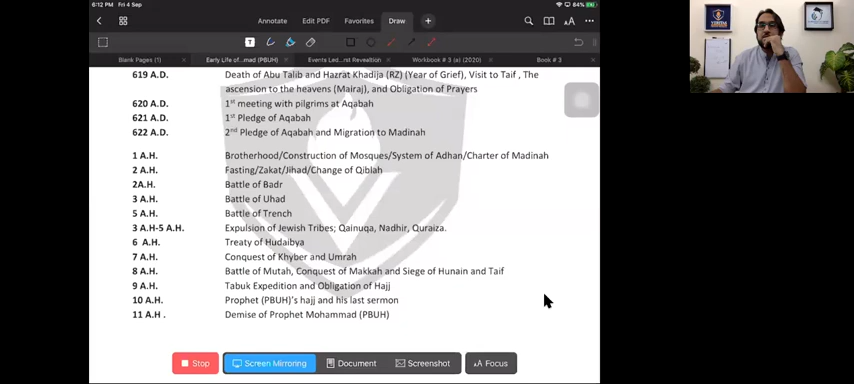 6:12 PM Fri 4 Sep
64%
Annotate Edit PDF Favorites Draw
T
AA
Blank Pages (1) Early Life of...mad (PBUH) Events Led...rst Revealtion Workbook # 3 (a) (2020) Book # 3
619 A.D. Death of Abu Talib and Hazrat Khadija (RZ) (Year of Grief), Visit to Taif , The
ascension to the heavens (Mairaj), and Obligation of Prayers
620 A.D. 1st meeting with pilgrims at Aqabah
621 A.D. 1st Pledge of Aqabah
622 A.D. 2nd Pledge of Aqabah and Migration to Madinah
1 A.H. Brotherhood/Construction of Mosques/System of Adhan/Charter of Madinah
2 A.H. Fasting/Zakat/Jihad/Change of Qiblah
2A.H. Battle of Badr
3 A.H. Battle of Uhad
5 A.H. Battle of Trench
3 A.H-5 A.H. Expulsion of Jewish Tribes; Qainuqa, Nadhir, Quraiza.
6 A.H. Treaty of Hudaibya
7 A.H. Conquest of Khyber and Umrah
8 A.H. Battle of Mutah, Conquest of Makkah and Siege of Hunain and Taif
9 A.H. Tabuk Expedition and Obligation of Hajj
10 A.H. Prophet (PBUH)'s hajj and his last sermon
11 A.H . Demise of Prophet Mohammad (PBUH)
Stop Screen Mirroring Document Screenshot AA Focus